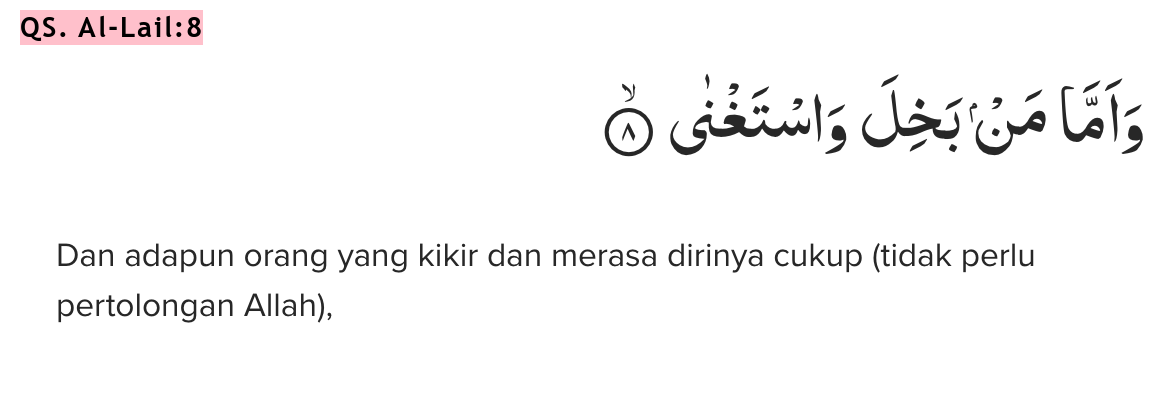 QS. Al-Lail:8
وَاَمَّا مَنْۢ بَخِلَ وَاسْتَغْنٰىۙ ٨
Dan adapun orang yang kikir dan merasa dirinya cukup (tidak perlu
pertolongan Allah),